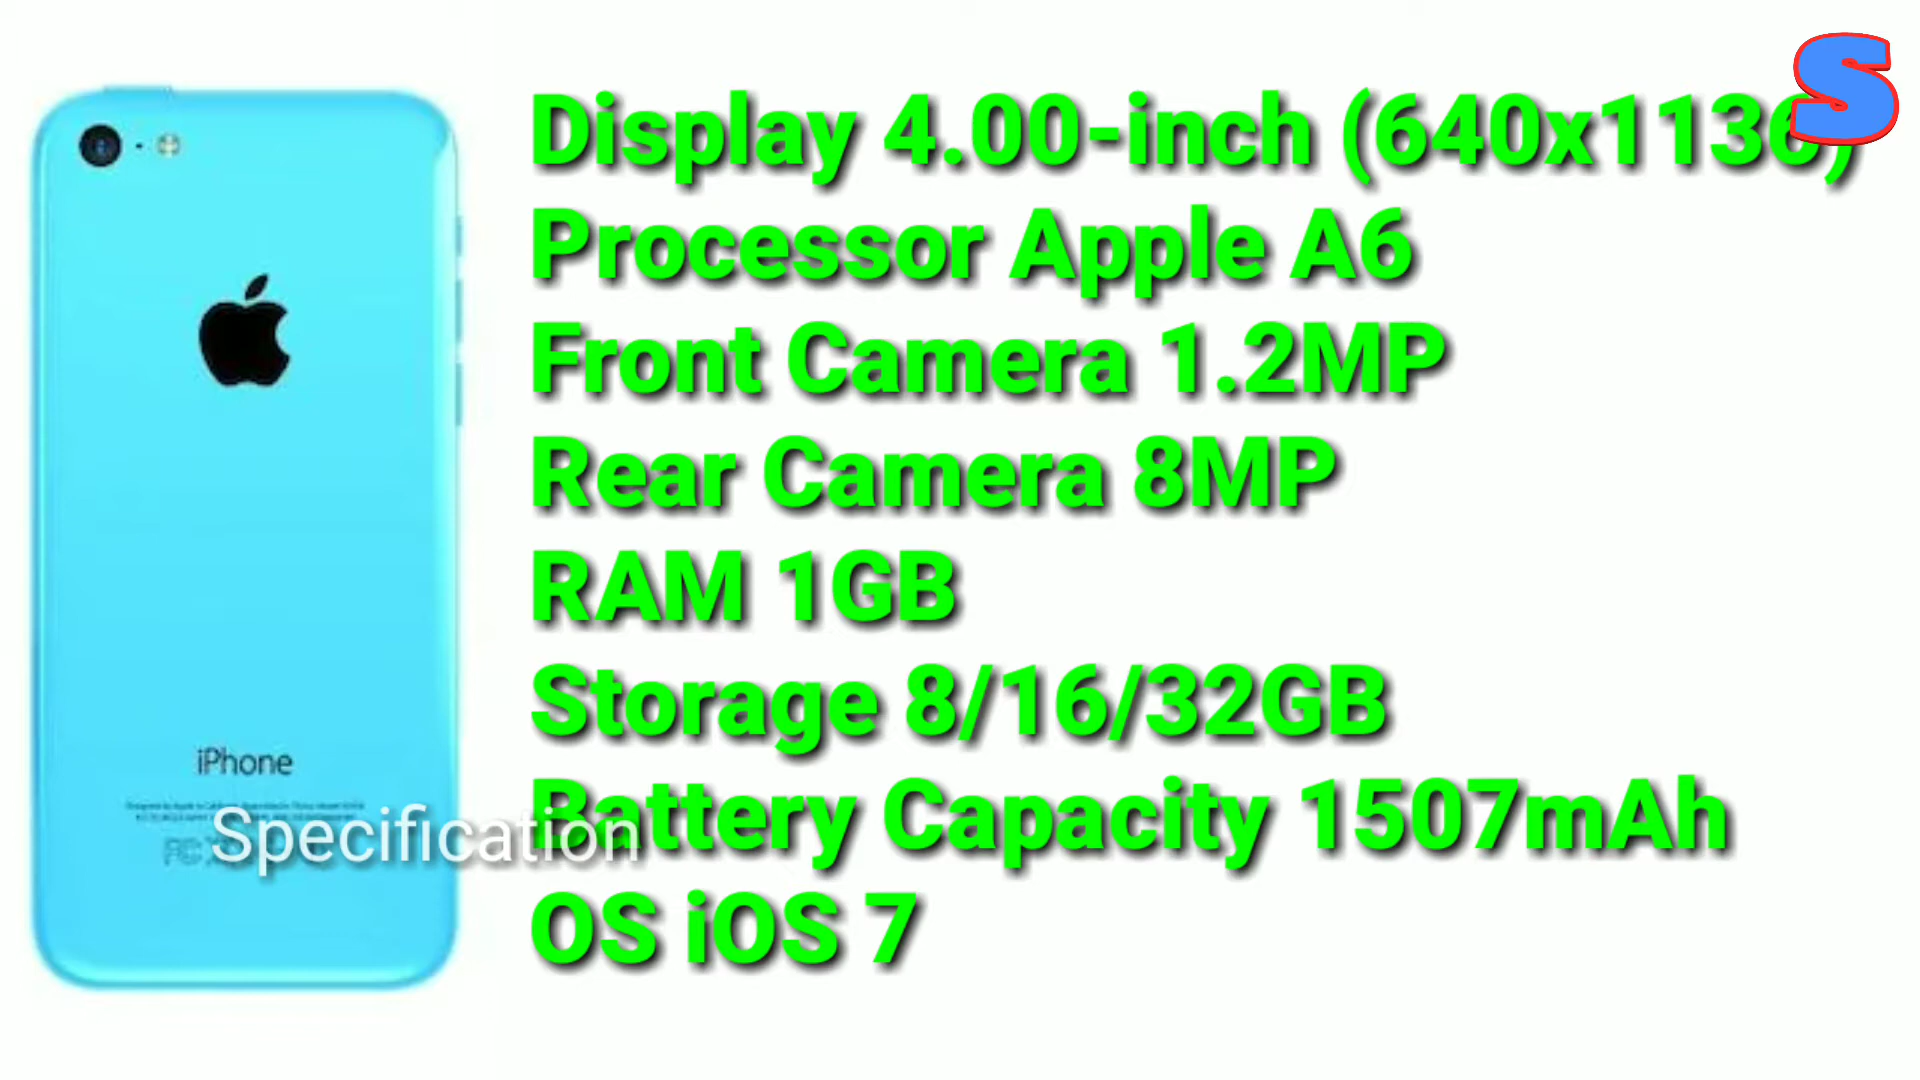 S
Display 4.00-inch (640x1136)
Processor Apple A6
Front Camera 1.2MP
Rear Camera 8MP
RAM 1GB
Storage 8/16/32GB
Battery Capacity 1507mAh
OS iOS 7
iPhone
Specification